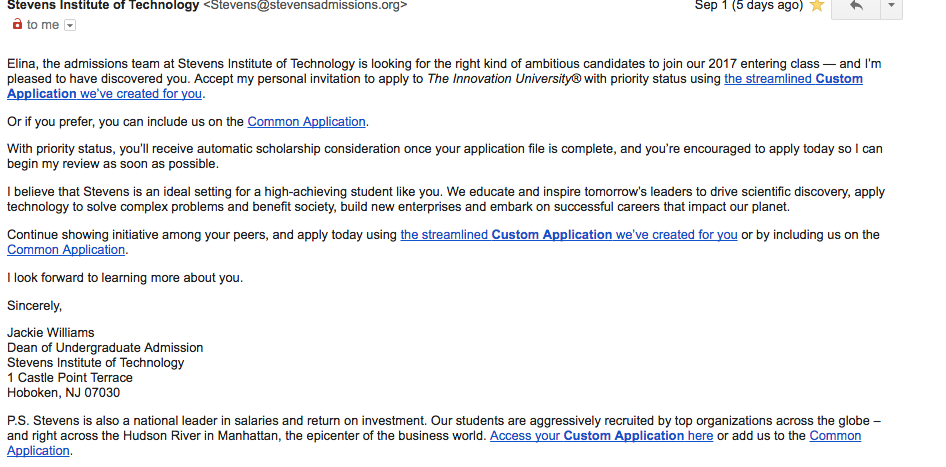 Stevens Institute of Technology <Stevens@stevensadmissions.org> Sep 1 (5 days ago)
to me
Elina, the admissions team at Stevens Institute of Technology is looking for the right kind of ambitious candidates to join our 2017 entering class — and I'm
pleased to have discovered you. Accept my personal invitation to apply to The Innovation University® with priority status using the streamlined Custom
Application we've created for you.
Or if you prefer, you can include us on the Common Application.
With priority status, you'll receive automatic scholarship consideration once your application file is complete, and you're encouraged to apply today so I can
begin my review as soon as possible.
I believe that Stevens is an ideal setting for a high-achieving student like you. We educate and inspire tomorrow's leaders to drive scientific discovery, apply
technology to solve complex problems and benefit society, build new enterprises and embark on successful careers that impact our planet.
Continue showing initiative among your peers, and apply today using the streamlined Custom Application we've created for you or by including us on the
Common Application.
I look forward to learning more about you.
Sincerely,
Jackie Williams
Dean of Undergraduate Admission
Stevens Institute of Technology
1 Castle Point Terrace
Hoboken, NJ 07030
P.S. Stevens is also a national leader in salaries and return on investment. Our students are aggressively recruited by top organizations across the globe –
and right across the Hudson River in Manhattan, the epicenter of the business world. Access your Custom Application here or add us to the Common
Application.